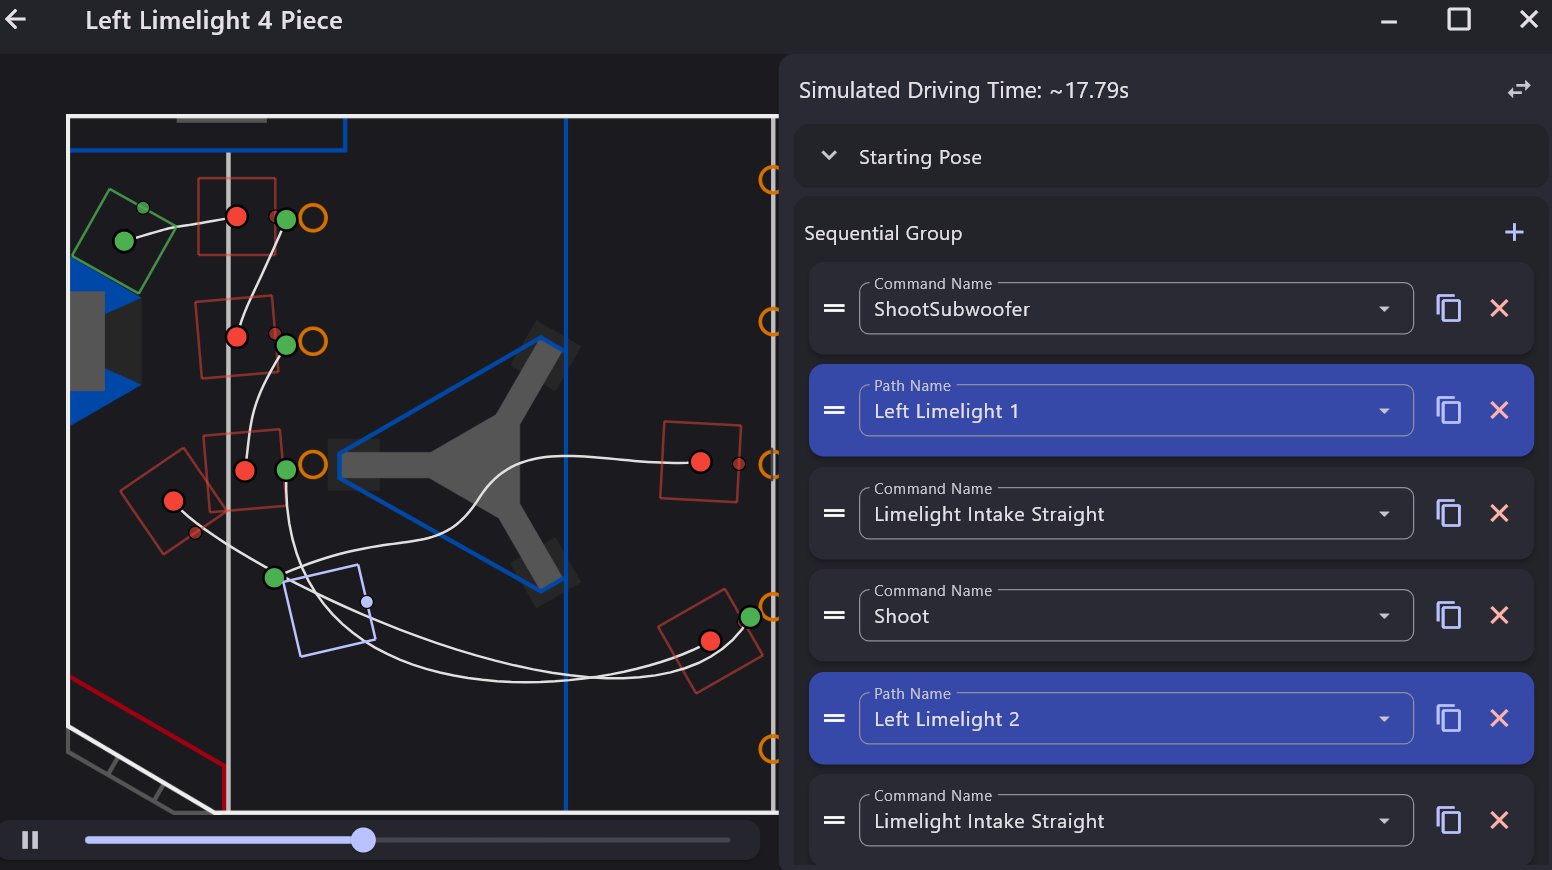 Left Limelight 4 Piece
Simulated Driving Time: ~17.79s
Starting Pose
Sequential Group
Command Name
ShootSubwoofer
Path Name
Left Limelight 1
Command Name
Limelight Intake Straight
Command Name
Shoot
Path Name
Left Limelight 2
Command Name
Limelight Intake Straight